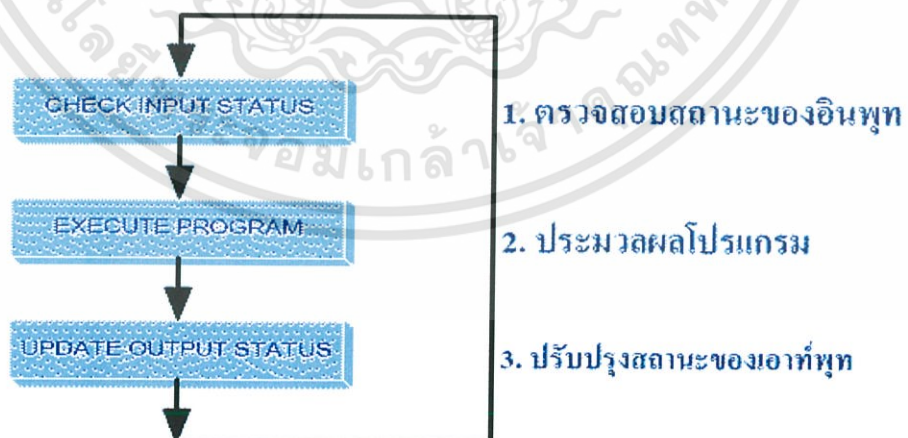 CHECK INPUT STATUS
1. ตรวจสอบสถานะของอินพุท
EXECUTE PROGRAM
2. ประมวลผลโปรแกรม
UPDATE OUTPUT STATUS
3. ปรับปรุงสถานะของเอาท์พุท